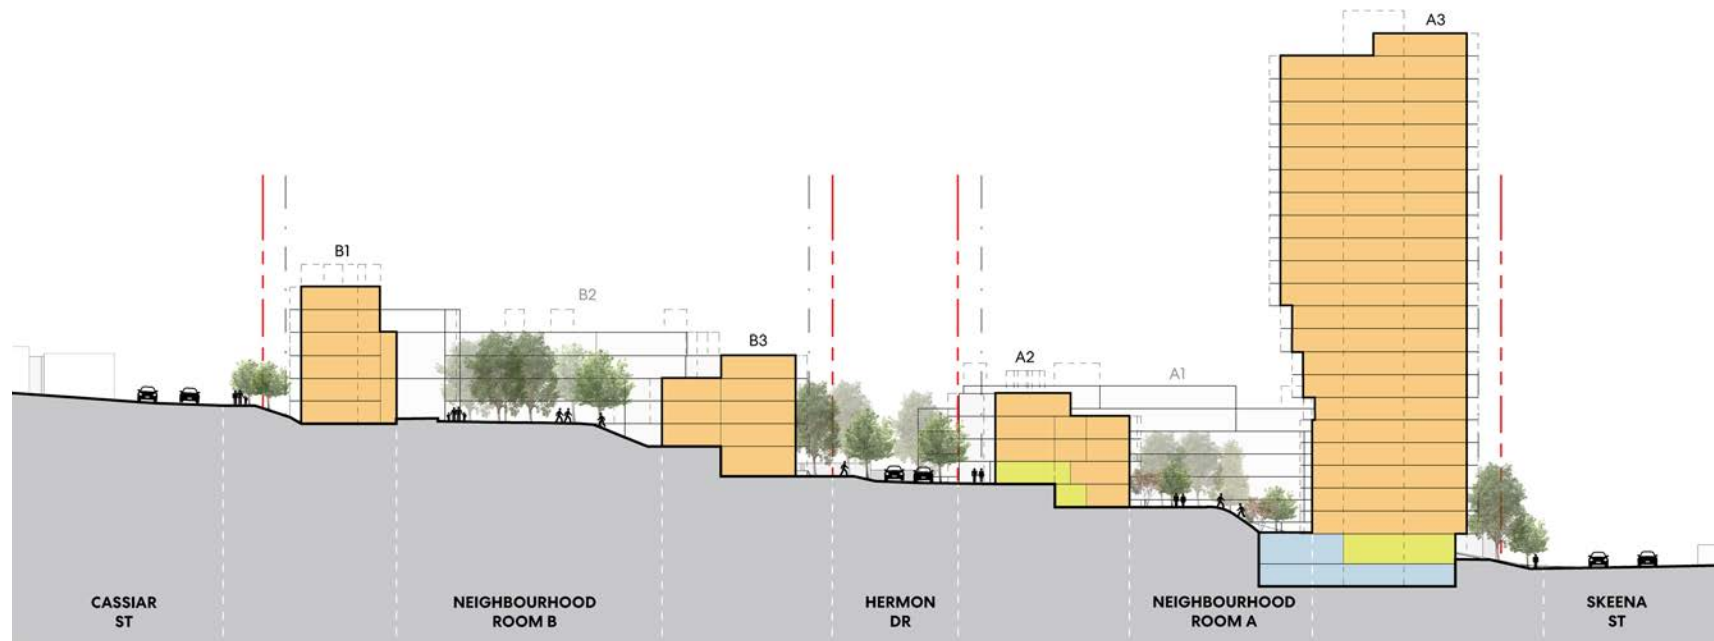 A3
B1
B2
B3
A2
A1
CASSIAR
ST
NEIGHBOURHOOD
ROOM B
HERMON
DR
NEIGHBOURHOOD
ROOM A
SKEENA
ST